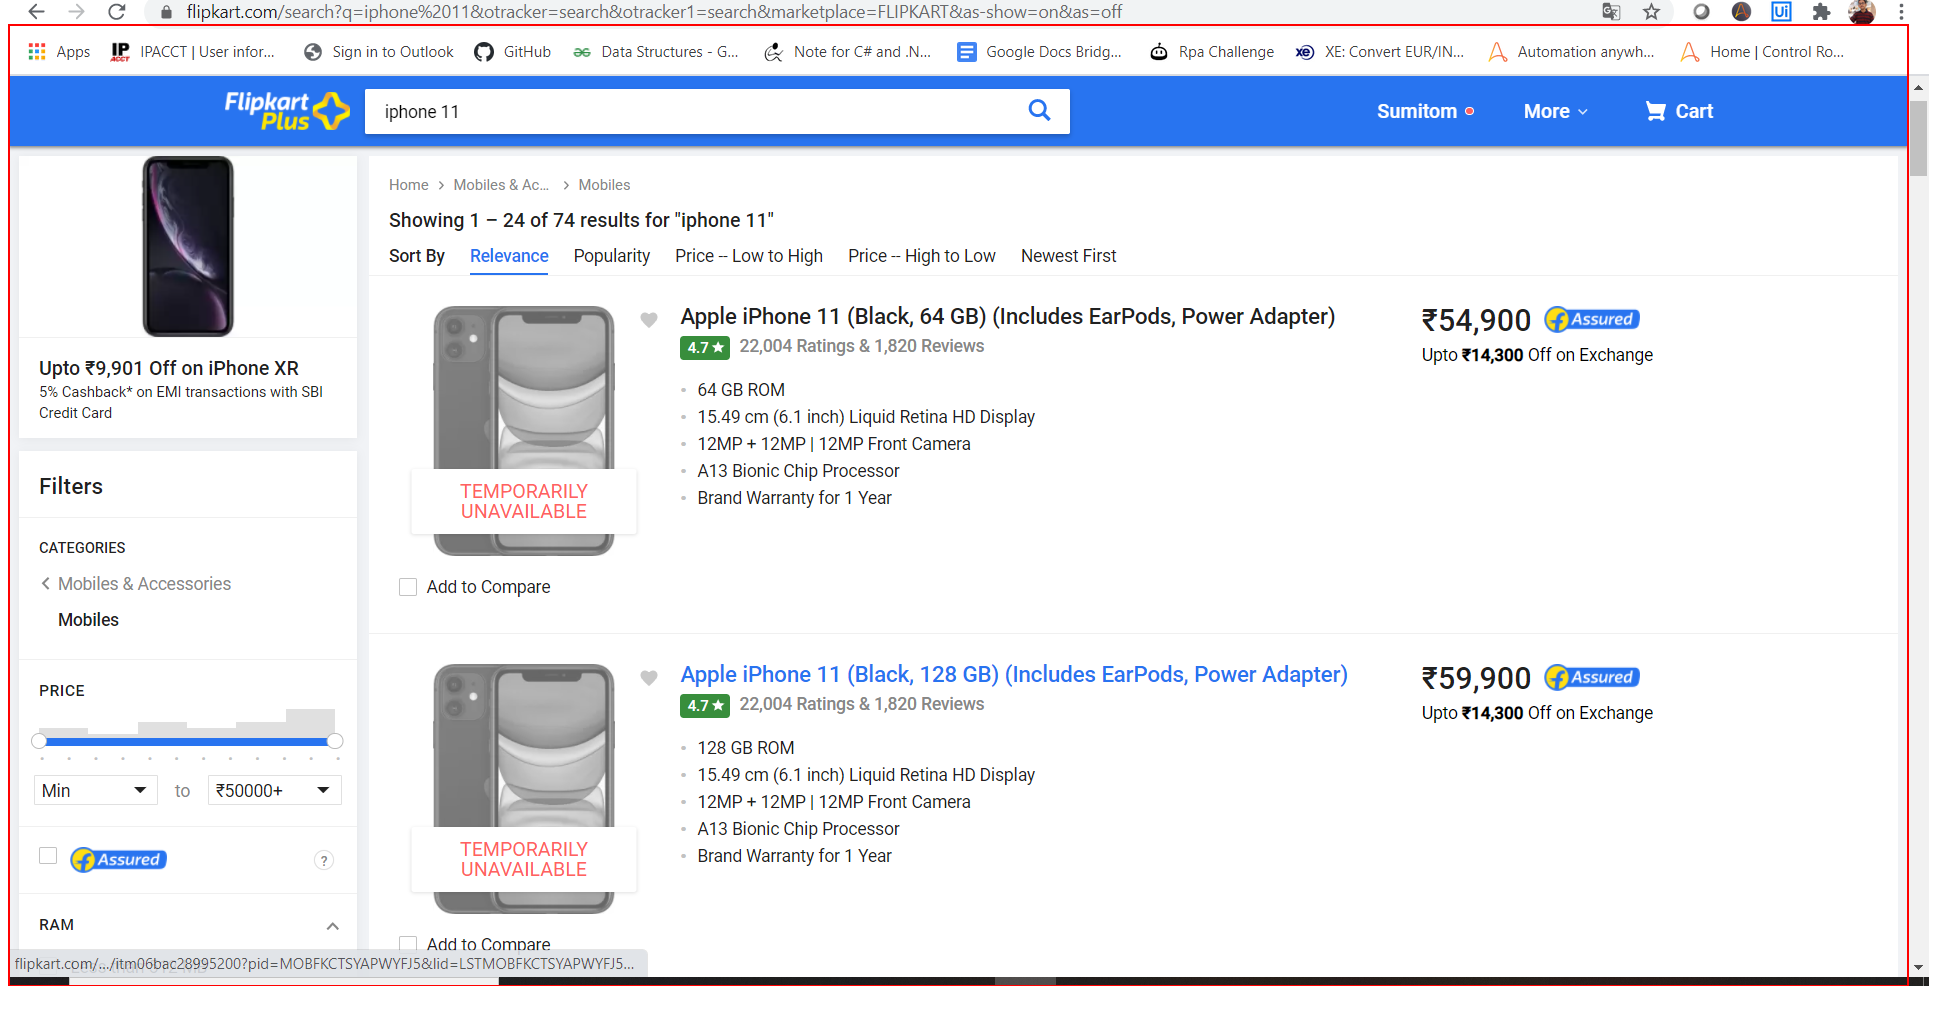 flipkart.com/search?q=iphone%2011&otracker=search&otracker1=search&marketplace=FLIPKART&as-show=on&as=off
Apps
IP ACCT IPACCT | User infor...
Sign in to Outlook
GitHub
Data Structures - G...
Note for C# and .N...
Google Docs Bridg...
Rpa Challenge
xe XE: Convert EUR/IN...
Automation anywh...
Home | Control Ro...
Ui
Flipkart
Plus
iphone 11
Sumitom
More
Cart
Upto ₹9,901 Off on iPhone XR
5% Cashback* on EMI transactions with SBI
Credit Card
Filters
CATEGORIES
Mobiles & Accessories
Mobiles
PRICE
Min to ₹50000+
f Assured ?
RAM
Home > Mobiles & Ac... > Mobiles
Showing 1 – 24 of 74 results for "iphone 11"
Sort By Relevance Popularity Price -- Low to High Price -- High to Low Newest First
Apple iPhone 11 (Black, 64 GB) (Includes EarPods, Power Adapter)
4.7★ 22,004 Ratings & 1,820 Reviews
64 GB ROM
15.49 cm (6.1 inch) Liquid Retina HD Display
12MP + 12MP | 12MP Front Camera
A13 Bionic Chip Processor
Brand Warranty for 1 Year
₹54,900 f Assured
Upto ₹14,300 Off on Exchange
TEMPORARILY
UNAVAILABLE
Add to Compare
Apple iPhone 11 (Black, 128 GB) (Includes EarPods, Power Adapter)
4.7★ 22,004 Ratings & 1,820 Reviews
128 GB ROM
15.49 cm (6.1 inch) Liquid Retina HD Display
12MP + 12MP | 12MP Front Camera
A13 Bionic Chip Processor
Brand Warranty for 1 Year
₹59,900 f Assured
Upto ₹14,300 Off on Exchange
TEMPORARILY
UNAVAILABLE
Add to Compare
flipkart.com/.../itm06bac28995200?pid=MOBFKCTSYAPWYFJ5&lid=LSTMOBFKCTSYAPWYFJ5...